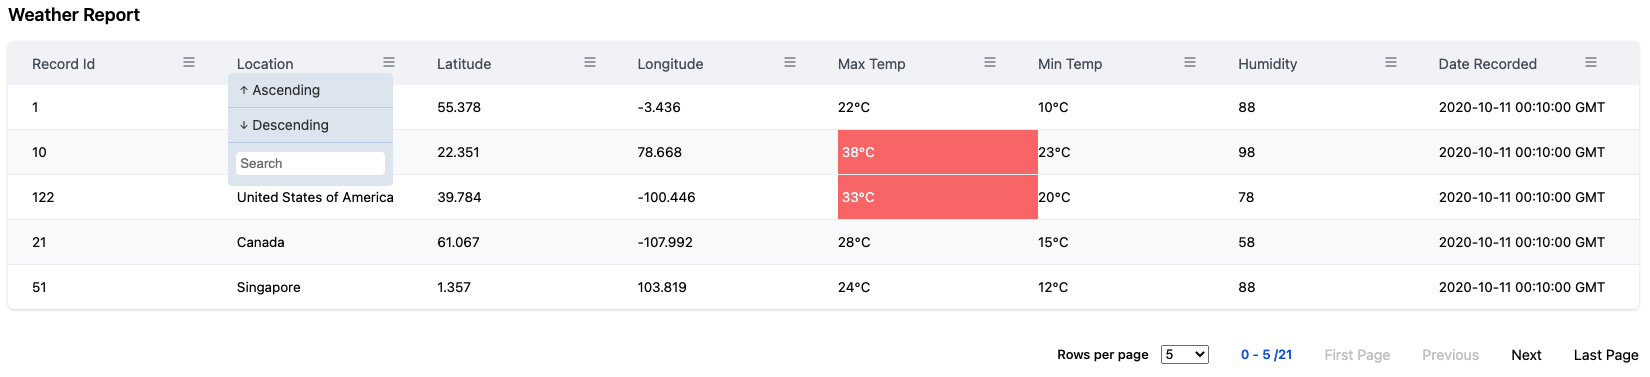 Weather Report
Record Id Location Latitude Longitude Max Temp Min Temp Humidity Date Recorded
↑ Ascending
1 55.378 -3.436 22°C 10°C 88 2020-10-11 00:10:00 GMT
↓ Descending
10 22.351 78.668 38°C 23°C 98 2020-10-11 00:10:00 GMT
Search
122 United States of America 39.784 -100.446 33°C 20°C 78 2020-10-11 00:10:00 GMT
21 Canada 61.067 -107.992 28°C 15°C 58 2020-10-11 00:10:00 GMT
51 Singapore 1.357 103.819 24°C 12°C 88 2020-10-11 00:10:00 GMT
Rows per page 5 0 - 5 /21 First Page Previous Next Last Page